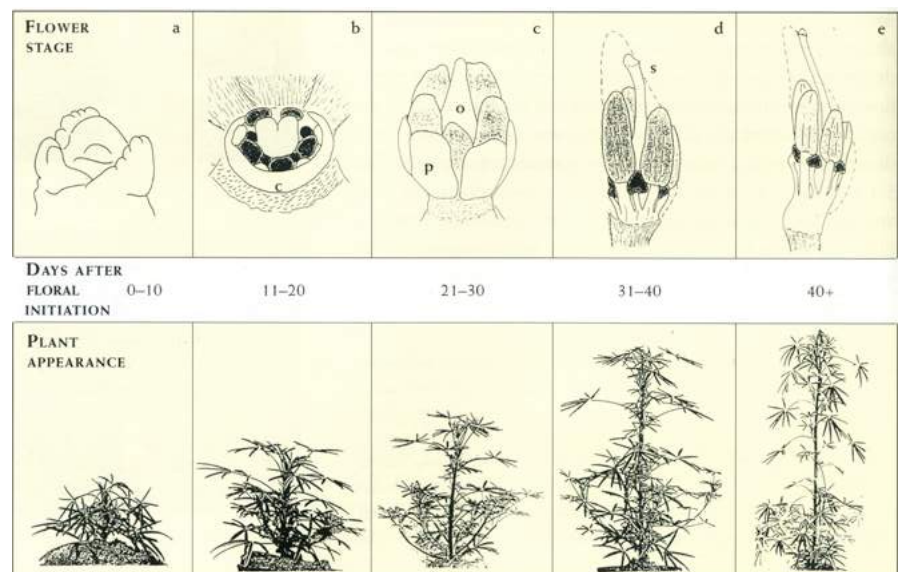 FLOWER
STAGE
a
b
c
d
e
c
o
p
s
DAYS AFTER
FLORAL 0–10 11–20 21–30 31–40 40+
INITIATION
PLANT
APPEARANCE